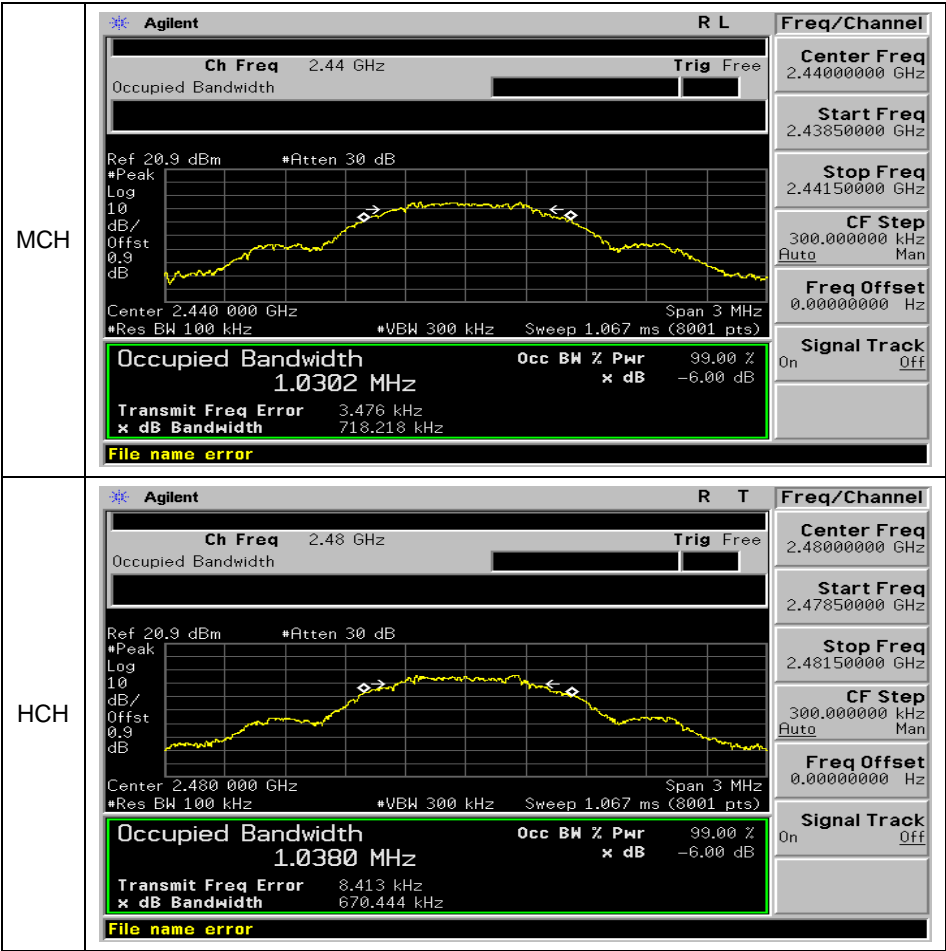 MCH
Agilent R L Freq/Channel
Ch Freq 2.44 GHz Trig Free
Occupied Bandwidth
Center Freq
2.44000000 GHz
Start Freq
2.43850000 GHz
Stop Freq
2.44150000 GHz
CF Step
300.000000 kHz
Auto Man
Freq Offset
0.00000000 Hz
Signal Track
On Off
Ref 20.9 dBm #Atten 30 dB
#Peak
Log
10
dB/
Offst
0.9
dB
Center 2.440 000 GHz Span 3 MHz
#Res BW 100 kHz #VBW 300 kHz Sweep 1.067 ms (8001 pts)
Occupied Bandwidth Occ BW % Pwr 99.00 %
1.0302 MHz x dB -6.00 dB
Transmit Freq Error 3.476 kHz
x dB Bandwidth 718.218 kHz
File name error
HCH
Agilent R T Freq/Channel
Ch Freq 2.48 GHz Trig Free
Occupied Bandwidth
Center Freq
2.48000000 GHz
Start Freq
2.47850000 GHz
Stop Freq
2.48150000 GHz
CF Step
300.000000 kHz
Auto Man
Freq Offset
0.00000000 Hz
Signal Track
On Off
Ref 20.9 dBm #Atten 30 dB
#Peak
Log
10
dB/
Offst
0.9
dB
Center 2.480 000 GHz Span 3 MHz
#Res BW 100 kHz #VBW 300 kHz Sweep 1.067 ms (8001 pts)
Occupied Bandwidth Occ BW % Pwr 99.00 %
1.0380 MHz x dB -6.00 dB
Transmit Freq Error 8.413 kHz
x dB Bandwidth 670.444 kHz
File name error